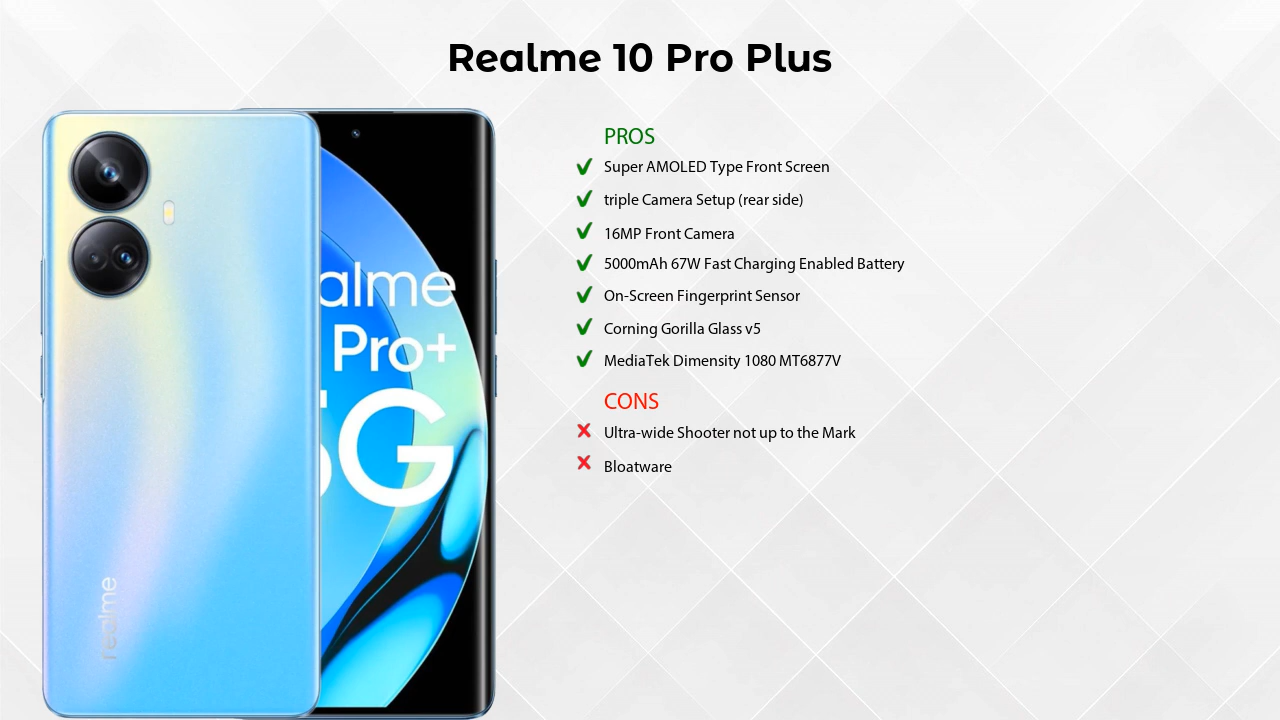 Realme 10 Pro Plus
PROS
Super AMOLED Type Front Screen
triple Camera Setup (rear side)
16MP Front Camera
5000mAh 67W Fast Charging Enabled Battery
On-Screen Fingerprint Sensor
Corning Gorilla Glass v5
MediaTek Dimensity 1080 MT6877V
CONS
Ultra-wide Shooter not up to the Mark
Bloatware
alme
Pro+
5G
realme